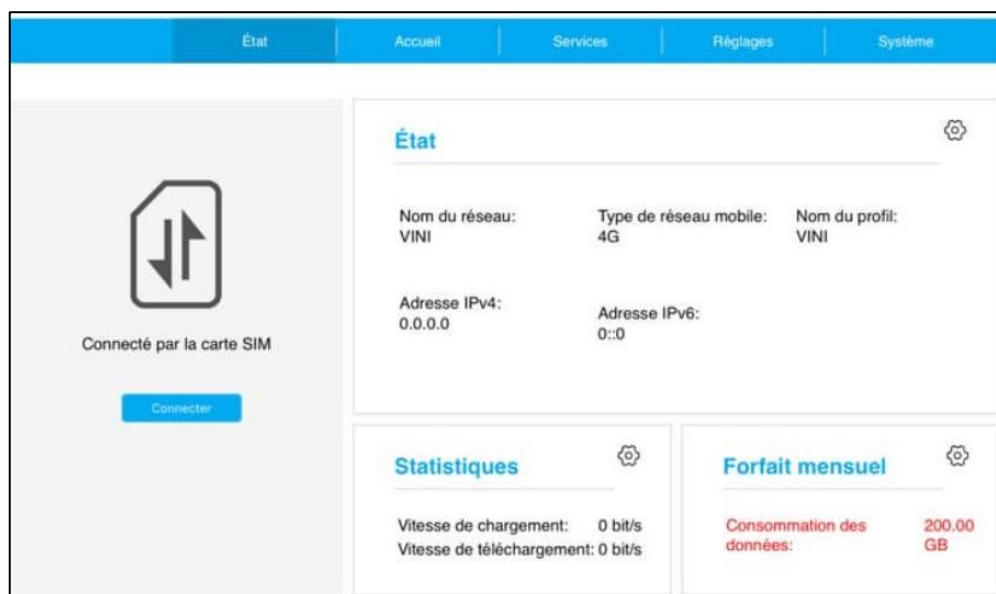 État Accueil Services Réglages Système
Connecté par la carte SIM
Connecter
État
Nom du réseau: Type de réseau mobile: Nom du profil:
VINI 4G VINI
Adresse IPv4: Adresse IPv6:
0.0.0.0 0::0
Statistiques
Vitesse de chargement: 0 bit/s
Vitesse de téléchargement: 0 bit/s
Forfait mensuel
Consommation des 200.00
données: GB